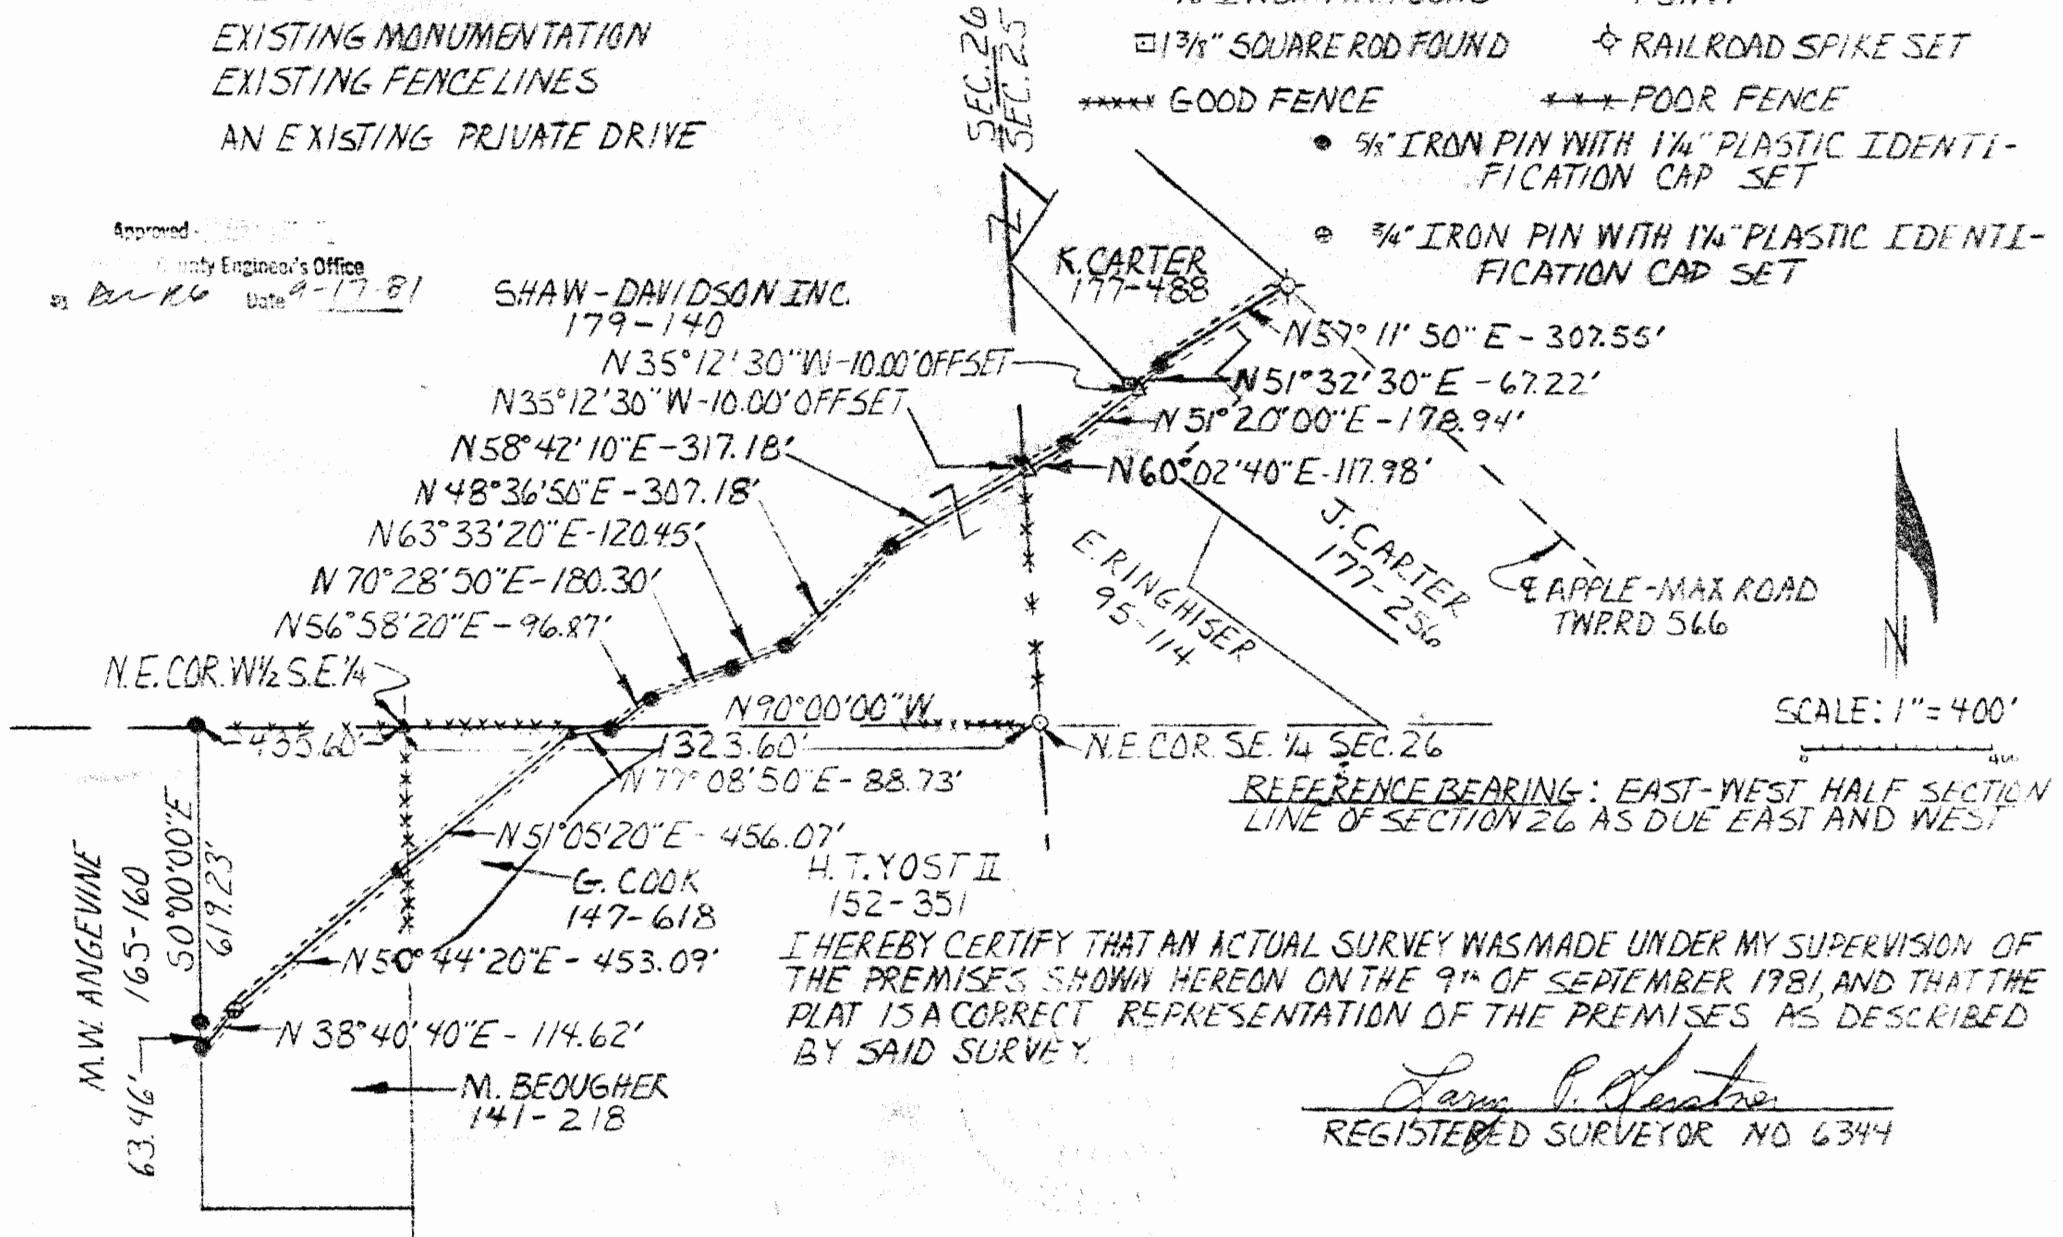 EXISTING MONUMENTATION
EXISTING FENCELINES
AN EXISTING PRIVATE DRIVE
SEC. 26
SEC. 25
1 3/8" SQUARE ROD FOUND
RAILROAD SPIKE SET
GOOD FENCE
POOR FENCE
5/8" IRON PIN WITH 1¼" PLASTIC IDENTI-
FICATION CAP SET
3/4" IRON PIN WITH 1¼" PLASTIC IDENTI-
FICATION CAP SET
Approved -
County Engineer's Office
Date 9-17-81
SHAW-DAVIDSON INC.
179-140
K. CARTER
177-488
N57° 11' 50" E - 307.55'
N 35°12'30"W-10.00' OFFSET
N51°32'30"E - 67.22'
N35°12'30"W-10.00' OFFSET
N 51°20'00"E-178.94'
N58°42'10"E-317.18'
N60°02'40"E-117.98'
N 48°36'50"E-307.18'
N63°33'20"E-120.45'
N 70°28'50"E-180.30'
N56°58'20"E-96.87'
J. CARTER
177-256
E. RINGHISER
95-114
℄ APPLE-MAX ROAD
TWP. RD 566
N
N.E. COR. W½ S.E.¼
N90°00'00"W
435.60'
1323.60'
N.E. COR. SE. ¼ SEC. 26
SCALE: 1" = 400'
0 400
N 77° 08'50"E-88.73'
REFERENCE BEARING: EAST-WEST HALF SECTION
LINE OF SECTION 26 AS DUE EAST AND WEST
N51°05'20"E-456.07'
G. COOK
147-618
H. T. YOST II
152-351
M.W. ANGEVINE
165-160
S0°00'00"E
619.23'
N50°44'20"E-453.09'
N 38°40'40"E-114.62'
63.46'
M. BEOUGHER
141-218
I HEREBY CERTIFY THAT AN ACTUAL SURVEY WAS MADE UNDER MY SUPERVISION OF
THE PREMISES SHOWN HEREON ON THE 9TH OF SEPTEMBER 1981, AND THAT THE
PLAT IS A CORRECT REPRESENTATION OF THE PREMISES AS DESCRIBED
BY SAID SURVEY.
REGISTERED SURVEYOR NO 6344